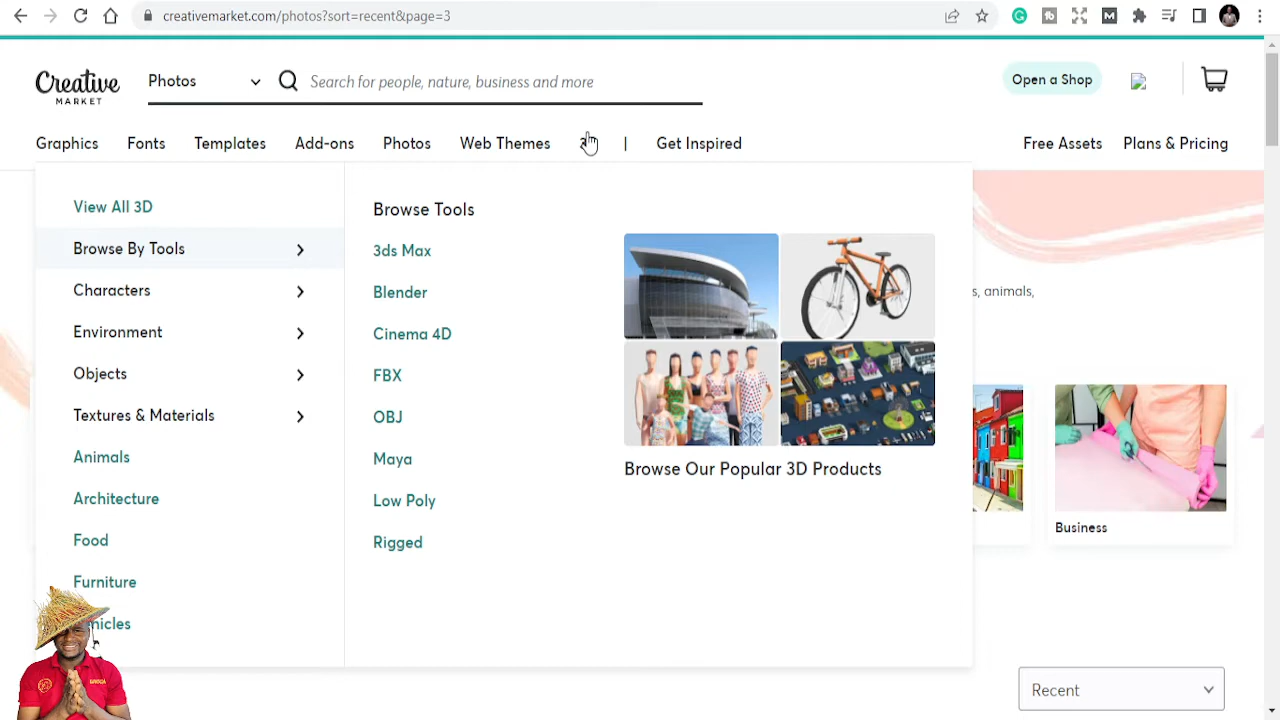 creativemarket.com/photos?sort=recent&page=3
Creative
MARKET
Photos
Search for people, nature, business and more
Open a Shop
Graphics Fonts Templates Add-ons Photos Web Themes | Get Inspired Free Assets Plans & Pricing
View All 3D
Browse By Tools
Characters
Environment
Objects
Textures & Materials
Animals
Architecture
Food
Furniture
Browse Tools
3ds Max
Blender
Cinema 4D
FBX
OBJ
Maya
Low Poly
Rigged
Browse Our Popular 3D Products
s, animals,
Business
Recent